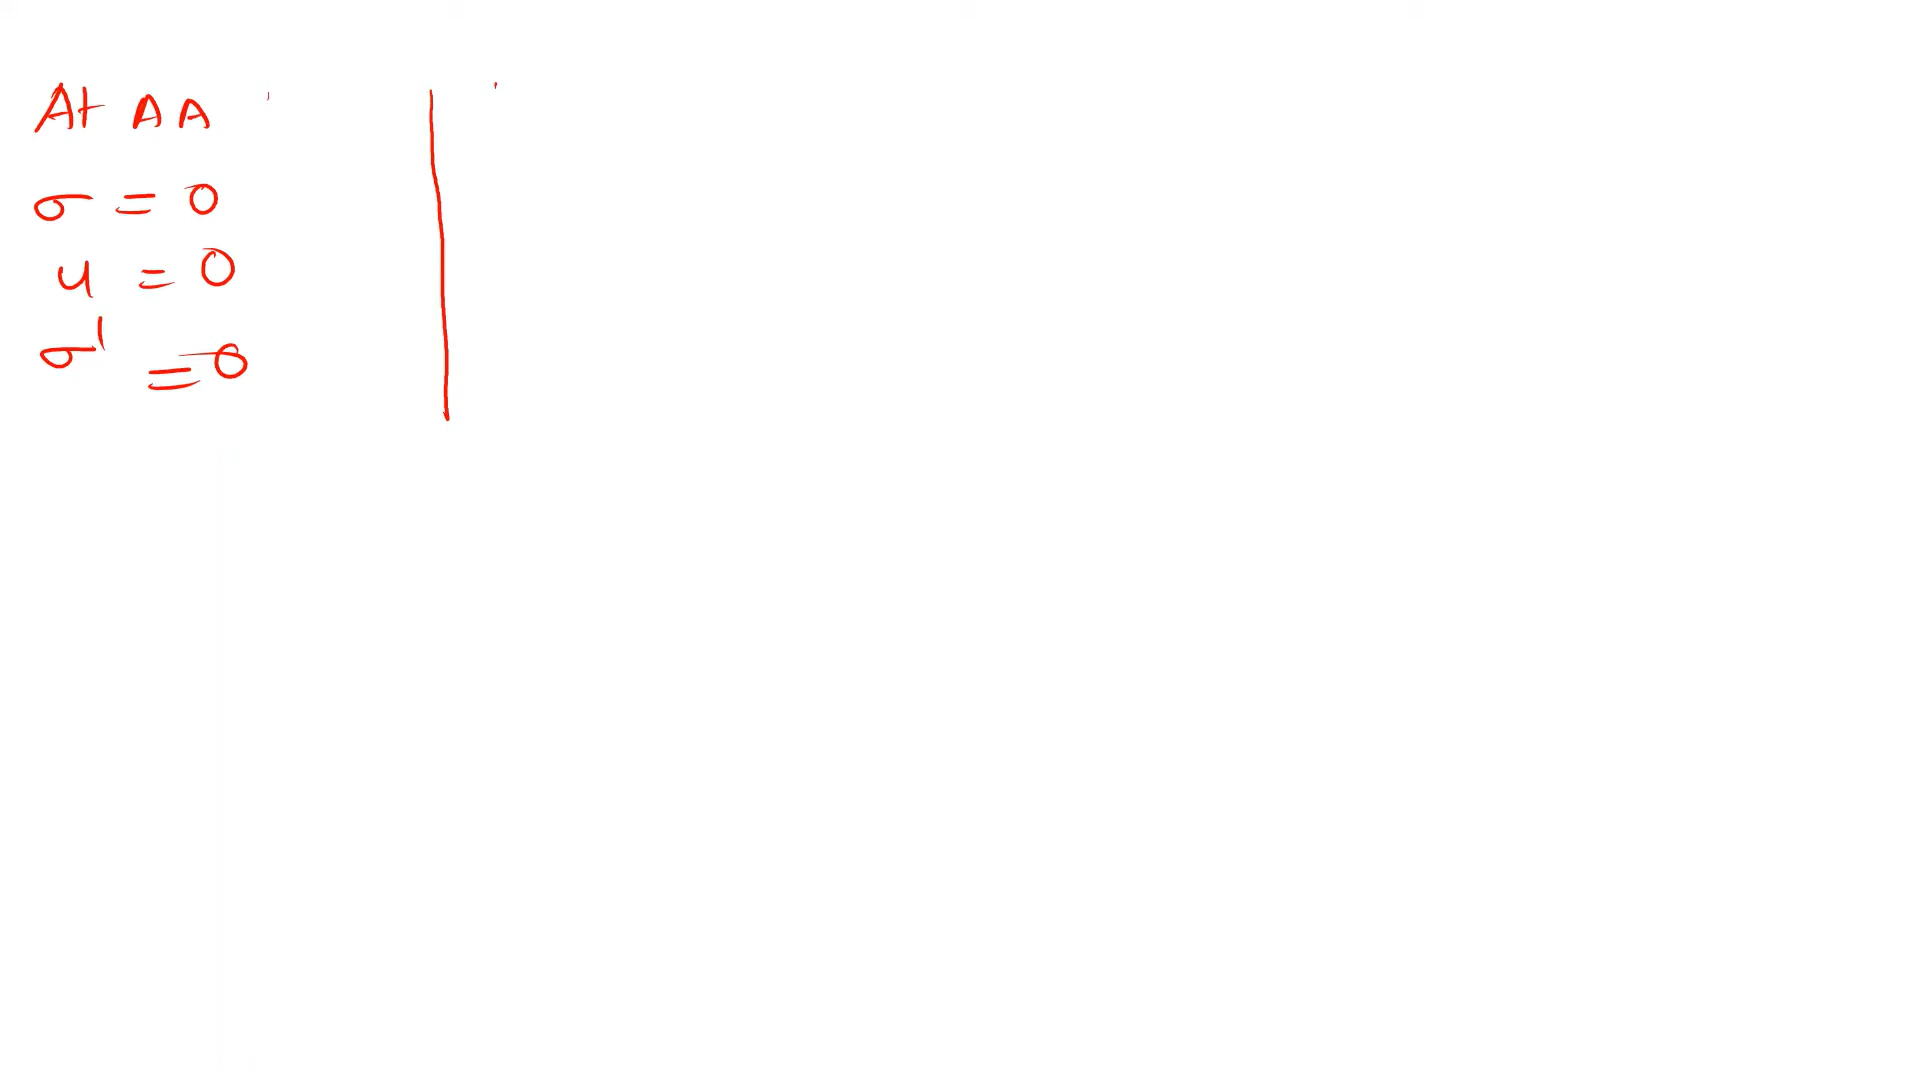 At AA
σ = 0
u = 0
σ' = 0